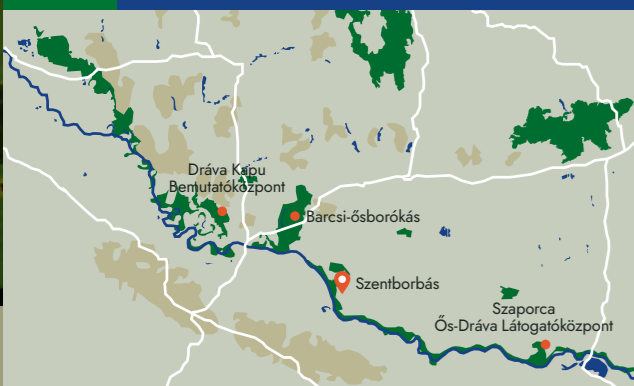 Dráva Kapu
Bemutatóközpont
Barcsi-ősborókás
Szentborbás
Szaporca
Ős-Dráva Látogatóközpont